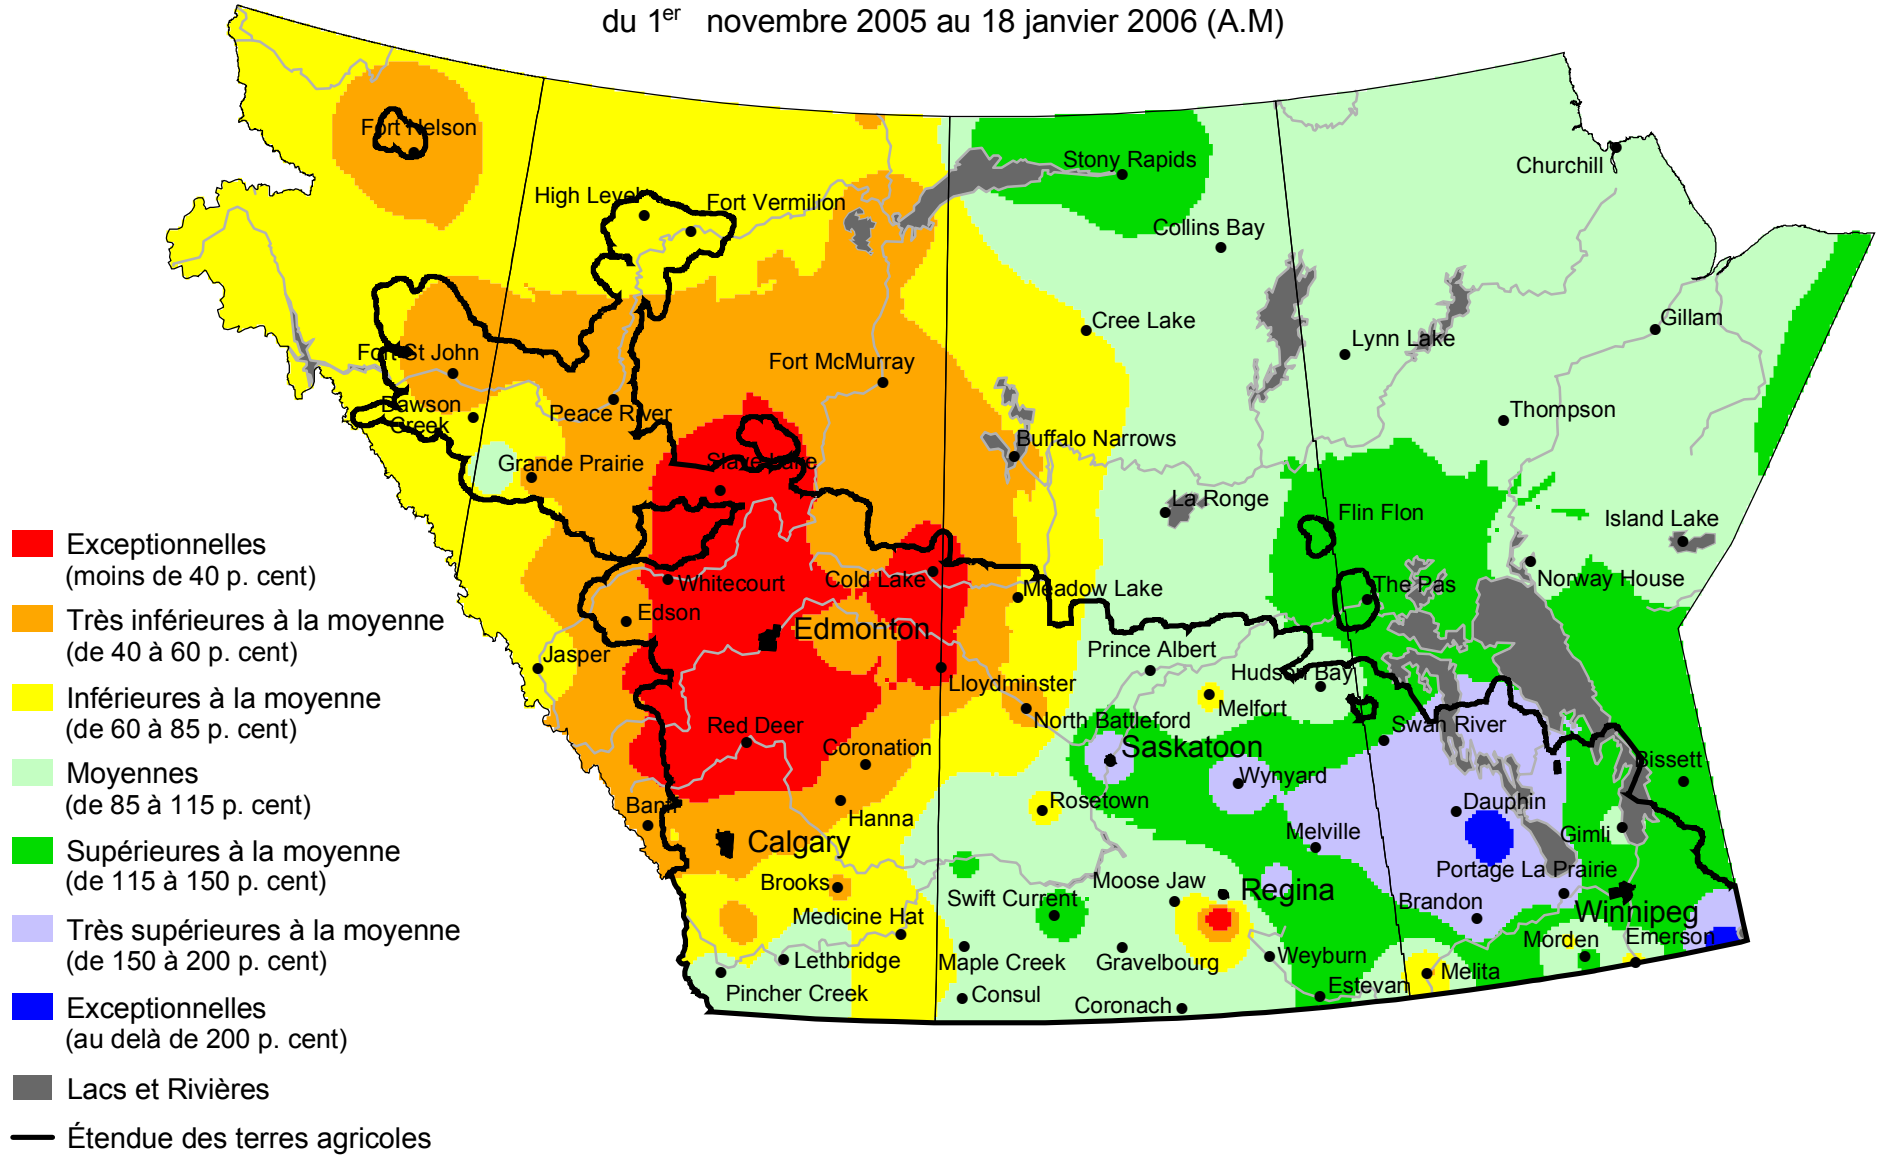 du 1er novembre 2005 au 18 janvier 2006 (A.M)
Fort Nelson
Churchill
Stony Rapids
High Level
Fort Vermilion
Collins Bay
Cree Lake
Gillam
Lynn Lake
Fort St John
Fort McMurray
Dawson
Creek
Peace River
Thompson
Buffalo Narrows
Grande Prairie
Slave Lake
La Ronge
Flin Flon
Island Lake
Whitecourt
Cold Lake
Meadow Lake
The Pas
Norway House
Edson
Edmonton
Jasper
Prince Albert
Hudson Bay
Lloydminster
Melfort
North Battleford
Swan River
Red Deer
Coronation
Saskatoon
Wynyard
Bissett
Banff
Hanna
Rosetown
Dauphin
Calgary
Melville
Gimli
Brooks
Moose Jaw
Regina
Portage La Prairie
Swift Current
Brandon
Winnipeg
Medicine Hat
Morden
Emerson
Lethbridge
Maple Creek
Gravelbourg
Weyburn
Melita
Pincher Creek
Consul
Coronach
Estevan
Exceptionnelles
(moins de 40 p. cent)
Très inférieures à la moyenne
(de 40 à 60 p. cent)
Inférieures à la moyenne
(de 60 à 85 p. cent)
Moyennes
(de 85 à 115 p. cent)
Supérieures à la moyenne
(de 115 à 150 p. cent)
Très supérieures à la moyenne
(de 150 à 200 p. cent)
Exceptionnelles
(au delà de 200 p. cent)
Lacs et Rivières
Étendue des terres agricoles